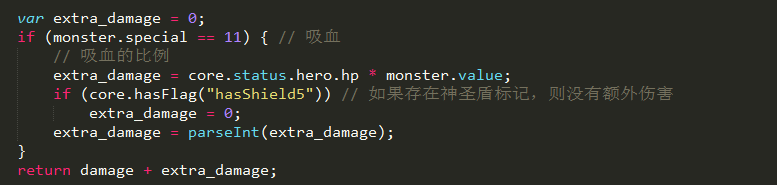 var extra_damage = 0;
if (monster.special == 11) { // 吸血
    // 吸血的比例
    extra_damage = core.status.hero.hp * monster.value;
    if (core.hasFlag("hasShield5")) // 如果存在神圣盾标记，则没有额外伤害
        extra_damage = 0;
    extra_damage = parseInt(extra_damage);
}
return damage + extra_damage;